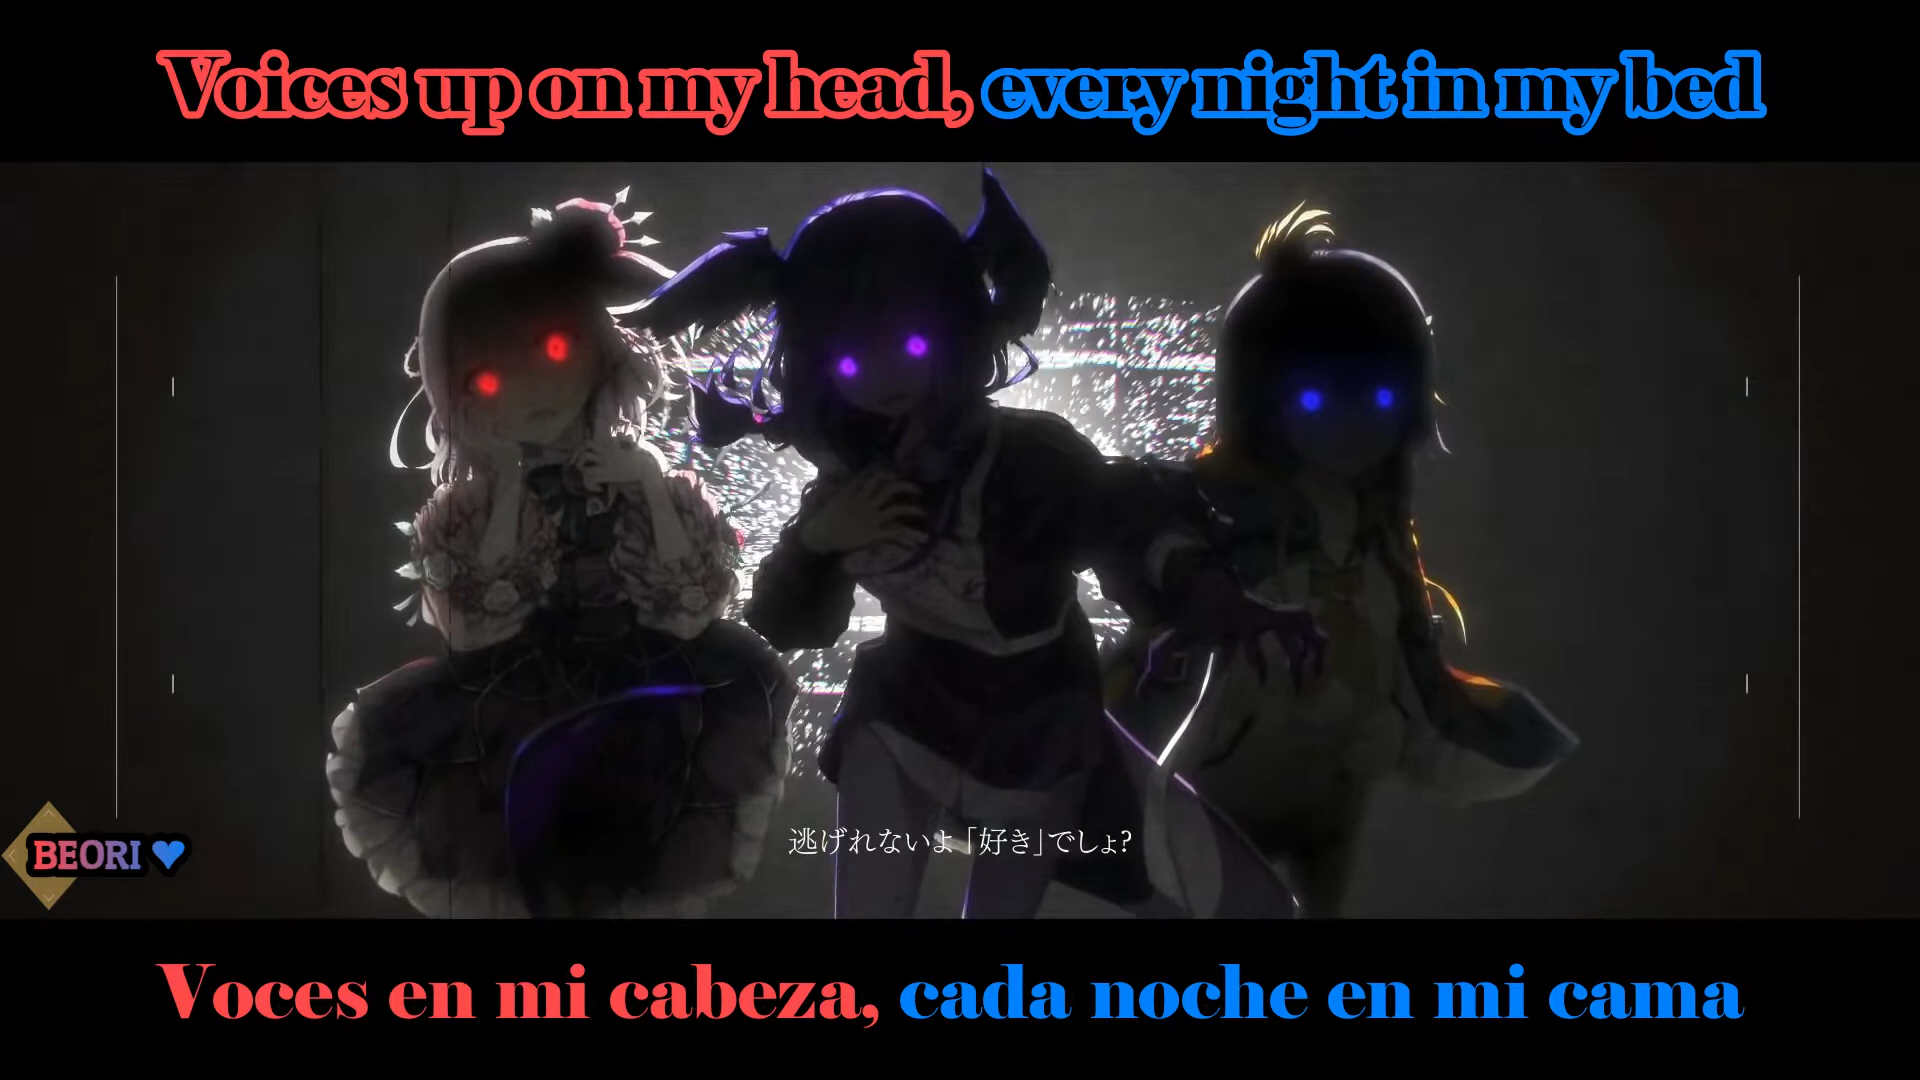 Voices up on my head, every night in my bed
逃げれないよ「好き」でしょ?
BEORI
Voces en mi cabeza, cada noche en mi cama